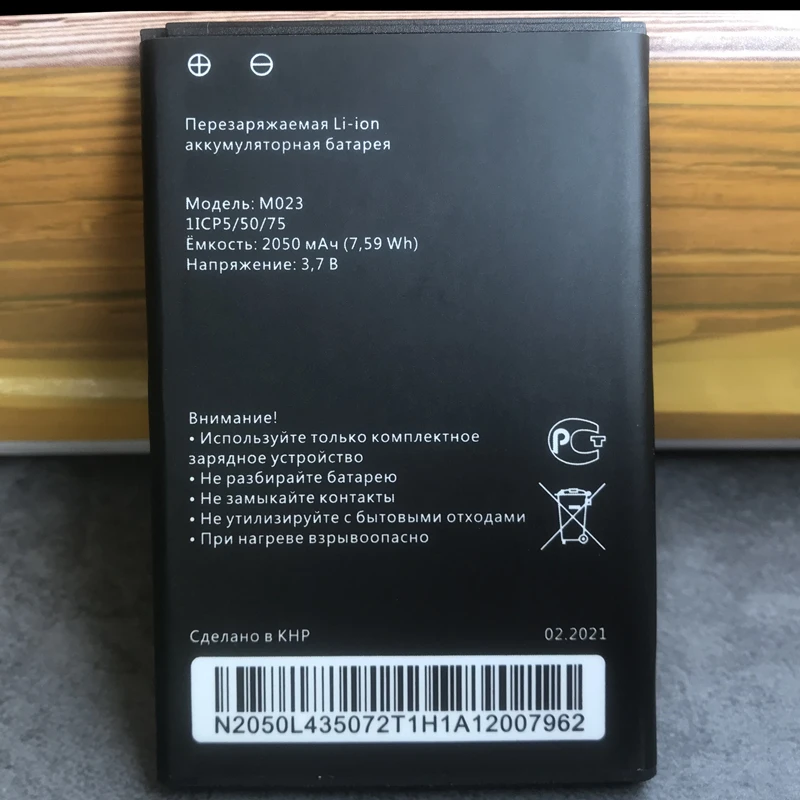 Перезаряжаемая Li-ion
аккумуляторная батарея
Модель: M023
1ICP5/50/75
Ёмкость: 2050 мАч (7,59 Wh)
Напряжение: 3,7 В
Внимание!
• Используйте только комплектное
зарядное устройство
• Не разбирайте батарею
• Не замыкайте контакты
• Не утилизируйте с бытовыми отходами
• При нагреве взрывоопасно
РСТ
Сделано в КНР 02.2021
N2050L435072T1H1A12007962